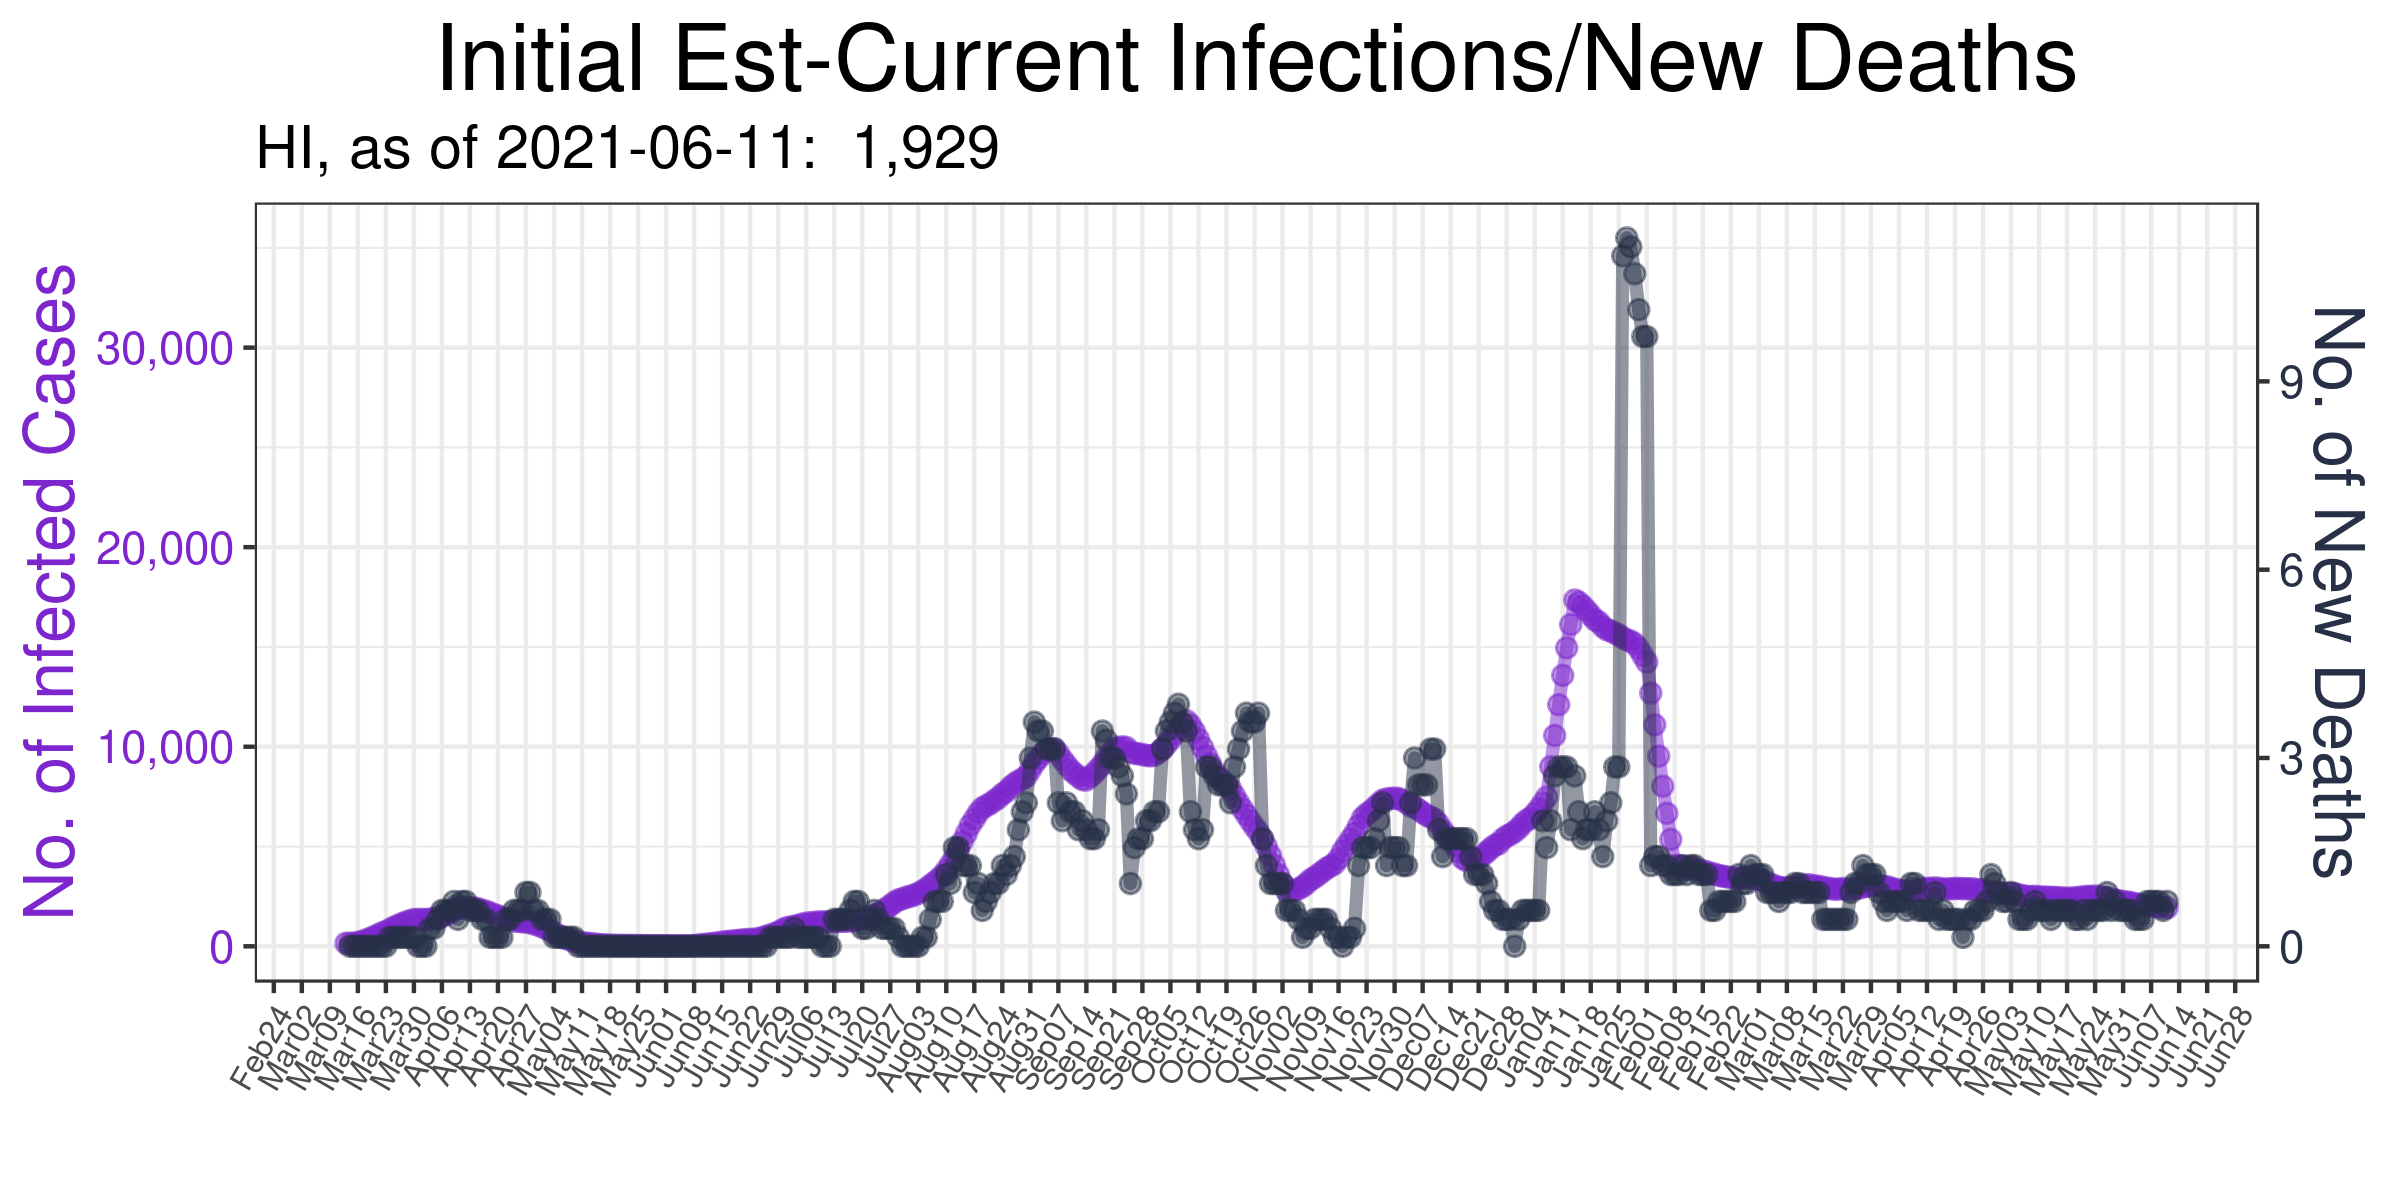 Initial Est-Current Infections/New Deaths
HI, as of 2021-06-11:  1,929
No. of Infected Cases
30,000
20,000
10,000
0
9
6
3
0
No. of New Deaths
Feb24
Mar02
Mar09
Mar16
Mar23
Mar30
Apr06
Apr13
Apr20
Apr27
May04
May11
May18
May25
Jun01
Jun08
Jun15
Jun22
Jun29
Jul06
Jul13
Jul20
Jul27
Aug03
Aug10
Aug17
Aug24
Aug31
Sep07
Sep14
Sep21
Sep28
Oct05
Oct12
Oct19
Oct26
Nov02
Nov09
Nov16
Nov23
Nov30
Dec07
Dec14
Dec21
Dec28
Jan04
Jan11
Jan18
Jan25
Feb01
Feb08
Feb15
Feb22
Mar01
Mar08
Mar15
Mar22
Mar29
Apr05
Apr12
Apr19
Apr26
May03
May10
May17
May24
May31
Jun07
Jun14
Jun21
Jun28